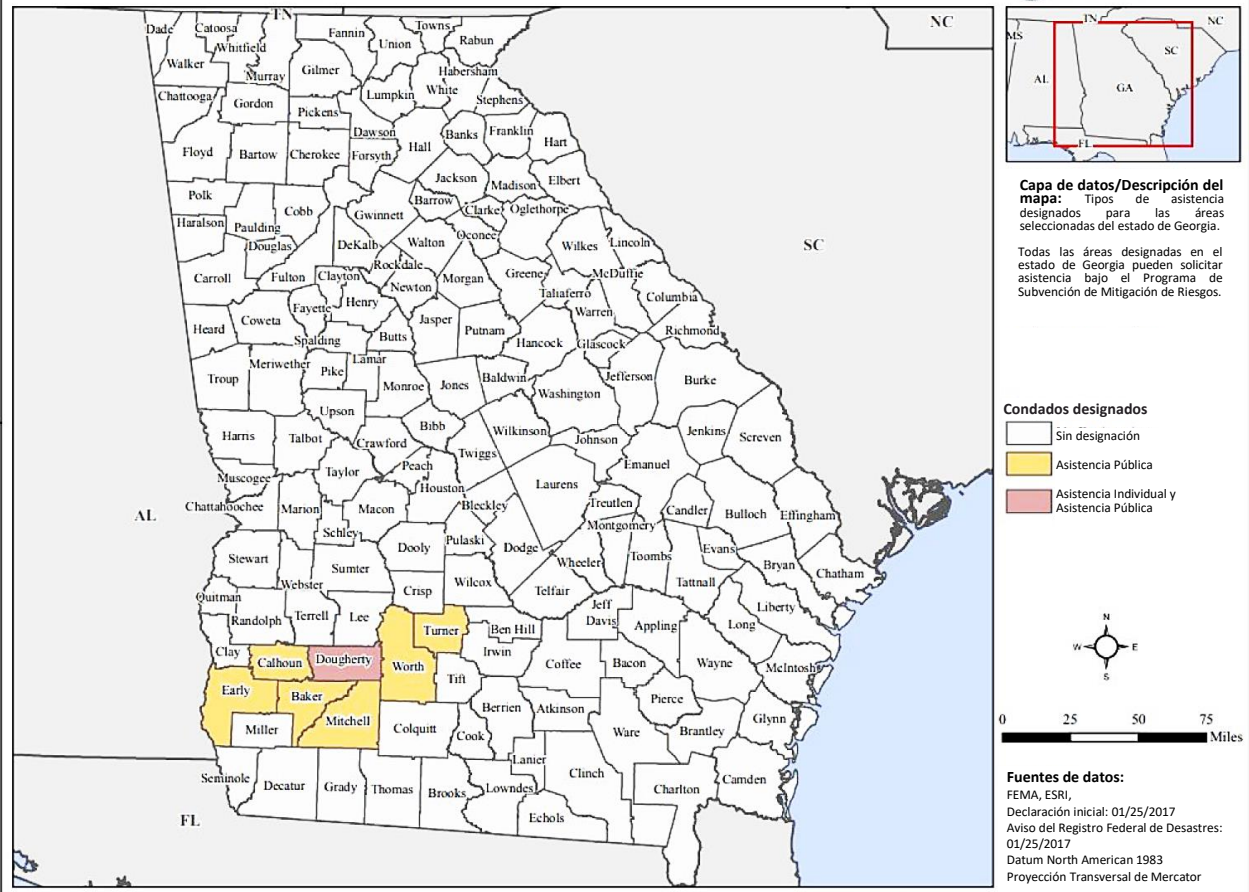 TN
NC
Dade
Catoosa
Whitfield
Walker
Murray
Fannin
Union
Towns
Rabun
Gilmer
Habersham
White
Lumpkin
Stephens
Chattooga
Gordon
Pickens
Dawson
Banks
Franklin
Hart
Hall
Floyd
Bartow
Cherokee
Forsyth
Jackson
Madison
Elbert
Polk
Cobb
Gwinnett
Barrow
Clarke
Oglethorpe
Haralson
Paulding
Douglas
DeKalb
Walton
Oconee
Wilkes
Lincoln
SC
Carroll
Fulton
Clayton
Rockdale
Newton
Morgan
Greene
McDuffie
Taliaferro
Columbia
Heard
Coweta
Fayette
Henry
Jasper
Putnam
Warren
Richmond
Spalding
Butts
Hancock
Glascock
Troup
Meriwether
Pike
Lamar
Monroe
Jones
Baldwin
Washington
Jefferson
Burke
Upson
Harris
Talbot
Crawford
Bibb
Wilkinson
Johnson
Jenkins
Screven
Twiggs
Muscogee
Taylor
Peach
Houston
Emanuel
Laurens
Chattahoochee
Marion
Macon
Bleckley
Treutlen
Candler
Bulloch
Effingham
AL
Schley
Montgomery
Dooly
Pulaski
Dodge
Evans
Stewart
Webster
Sumter
Wheeler
Toombs
Tattnall
Bryan
Chatham
Crisp
Wilcox
Telfair
Quitman
Randolph
Terrell
Lee
Jeff
Davis
Liberty
Turner
Ben Hill
Appling
Long
Clay
Calhoun
Dougherty
Worth
Irwin
Coffee
Bacon
Wayne
McIntosh
Tift
Early
Baker
Mitchell
Pierce
Berrien
Atkinson
Miller
Colquitt
Cook
Ware
Brantley
Glynn
Lanier
Seminole
Decatur
Grady
Thomas
Brooks
Lowndes
Clinch
Charlton
Camden
Echols
FL
TN
NC
MS
SC
AL
GA
FL
Capa de datos/Descripción del
mapa: Tipos de asistencia
designados para las áreas
seleccionadas del estado de Georgia.
Todas las áreas designadas en el
estado de Georgia pueden solicitar
asistencia bajo el Programa de
Subvención de Mitigación de Riesgos.
Condados designados
Sin designación
Asistencia Pública
Asistencia Individual y
Asistencia Pública
N
W E
S
0 25 50 75
Miles
Fuentes de datos:
FEMA, ESRI,
Declaración inicial: 01/25/2017
Aviso del Registro Federal de Desastres:
01/25/2017
Datum North American 1983
Proyección Transversal de Mercator